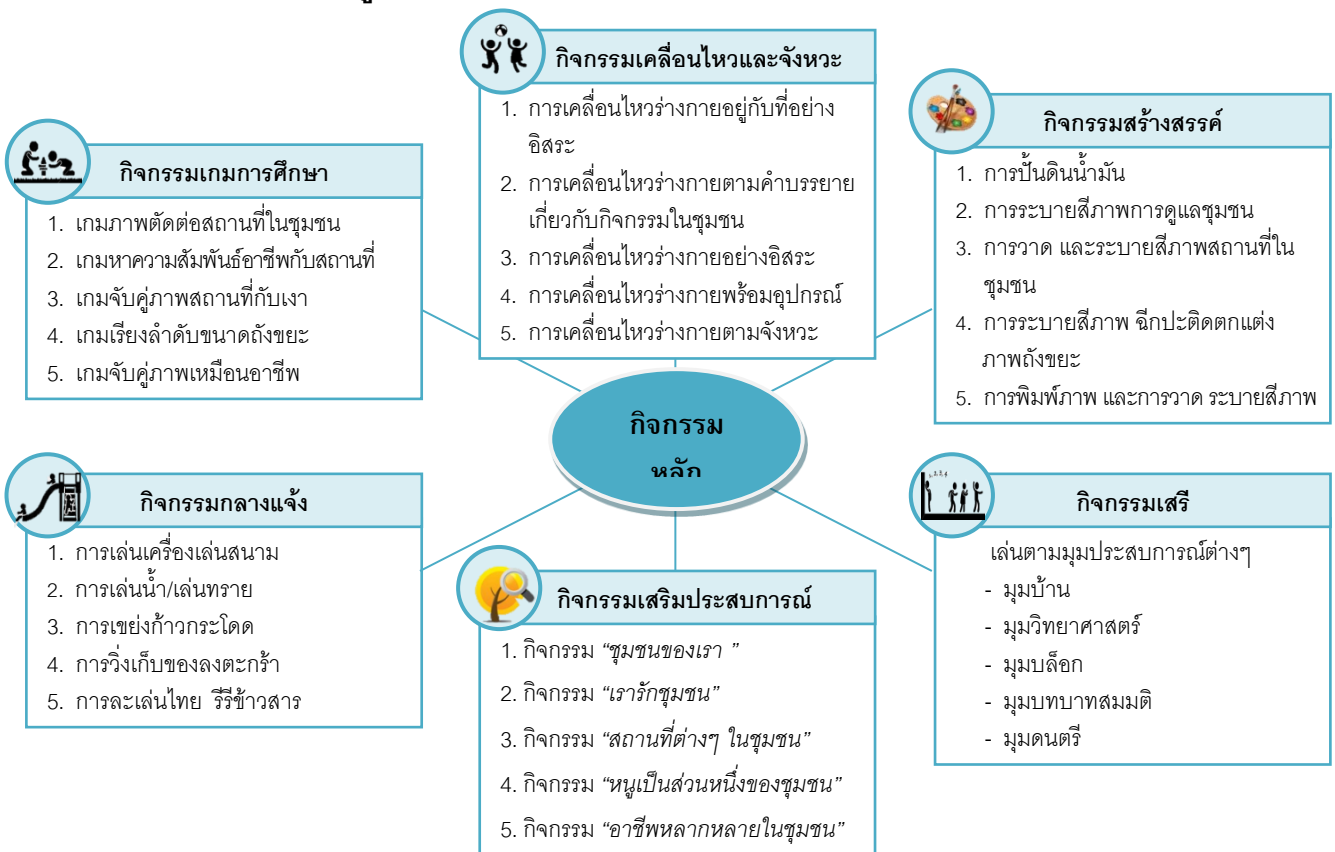 กิจกรรมเคลื่อนไหวและจังหวะ
1. การเคลื่อนไหวร่างกายอยู่กับที่อย่าง
อิสระ
2. การเคลื่อนไหวร่างกายตามคำบรรยาย
เกี่ยวกับกิจกรรมในชุมชน
3. การเคลื่อนไหวร่างกายอย่างอิสระ
4. การเคลื่อนไหวร่างกายพร้อมอุปกรณ์
5. การเคลื่อนไหวร่างกายตามจังหวะ
กิจกรรมสร้างสรรค์
1. การปั้นดินน้ำมัน
2. การระบายสีภาพการดูแลชุมชน
3. การวาด และระบายสีภาพสถานที่ใน
ชุมชน
4. การระบายสีภาพ ฉีกปะติดตกแต่ง
ภาพถังขยะ
5. การพิมพ์ภาพ และการวาด ระบายสีภาพ
กิจกรรมเกมการศึกษา
1. เกมภาพตัดต่อสถานที่ในชุมชน
2. เกมหาความสัมพันธ์อาชีพกับสถานที่
3. เกมจับคู่ภาพสถานที่กับเงา
4. เกมเรียงลำดับขนาดถังขยะ
5. เกมจับคู่ภาพเหมือนอาชีพ
กิจกรรม
หลัก
กิจกรรมกลางแจ้ง
1. การเล่นเครื่องเล่นสนาม
2. การเล่นน้ำ/เล่นทราย
3. การเขย่งก้าวกระโดด
4. การวิ่งเก็บของลงตะกร้า
5. การละเล่นไทย รีรีข้าวสาร
กิจกรรมเสริมประสบการณ์
1. กิจกรรม “ชุมชนของเรา ”
2. กิจกรรม “เรารักชุมชน”
3. กิจกรรม “สถานที่ต่างๆ ในชุมชน”
4. กิจกรรม “หนูเป็นส่วนหนึ่งของชุมชน”
5. กิจกรรม “อาชีพหลากหลายในชุมชน”
กิจกรรมเสรี
เล่นตามมุมประสบการณ์ต่างๆ
- มุมบ้าน
- มุมวิทยาศาสตร์
- มุมบล็อก
- มุมบทบาทสมมติ
- มุมดนตรี